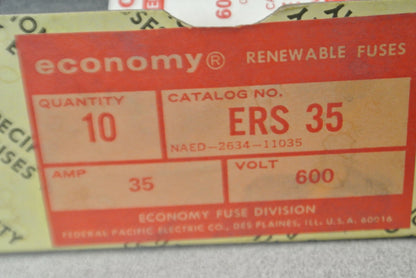 economy® RENEWABLE FUSES
QUANTITY
10
CATALOG NO.
ERS 35
NAED-2634-11035
AMP
35
VOLT
600
ECONOMY FUSE DIVISION
FEDERAL PACIFIC ELECTRIC CO., DES PLAINES, ILL. U.S.A. 60016